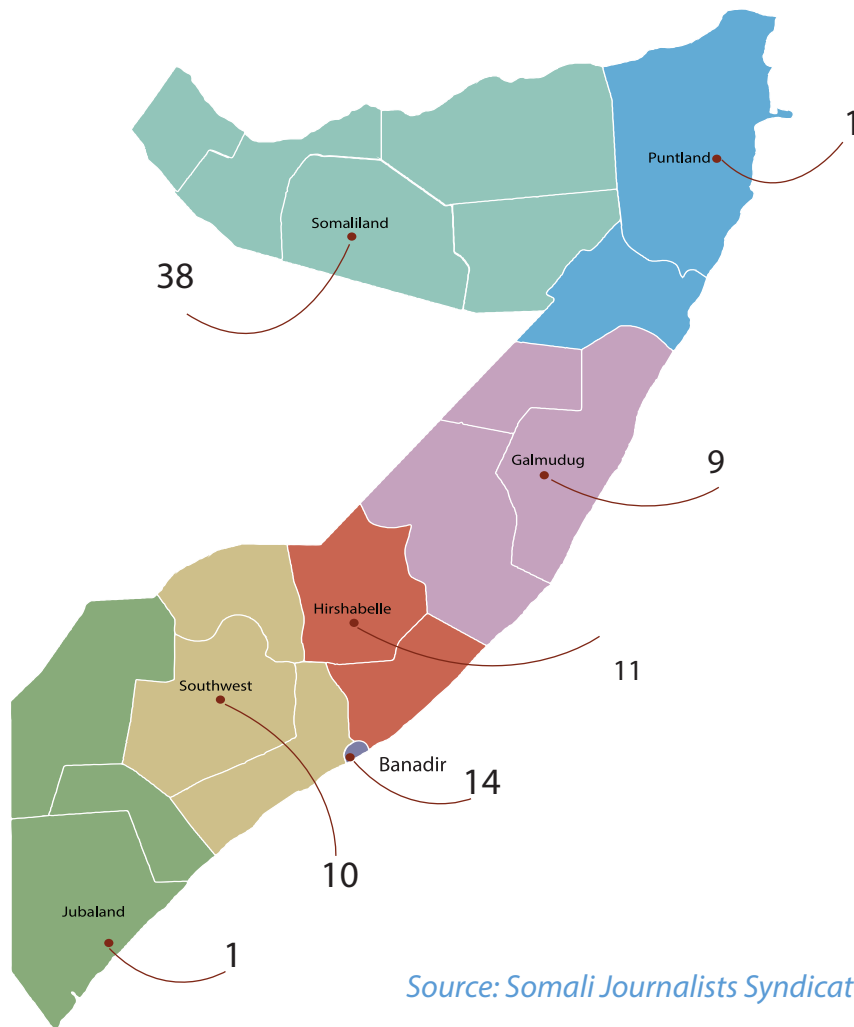 Puntland
1
Somaliland
38
Galmudug
9
Hirshabelle
11
Southwest
10
Banadir
14
Jubaland
1
Source: Somali Journalists Syndicat